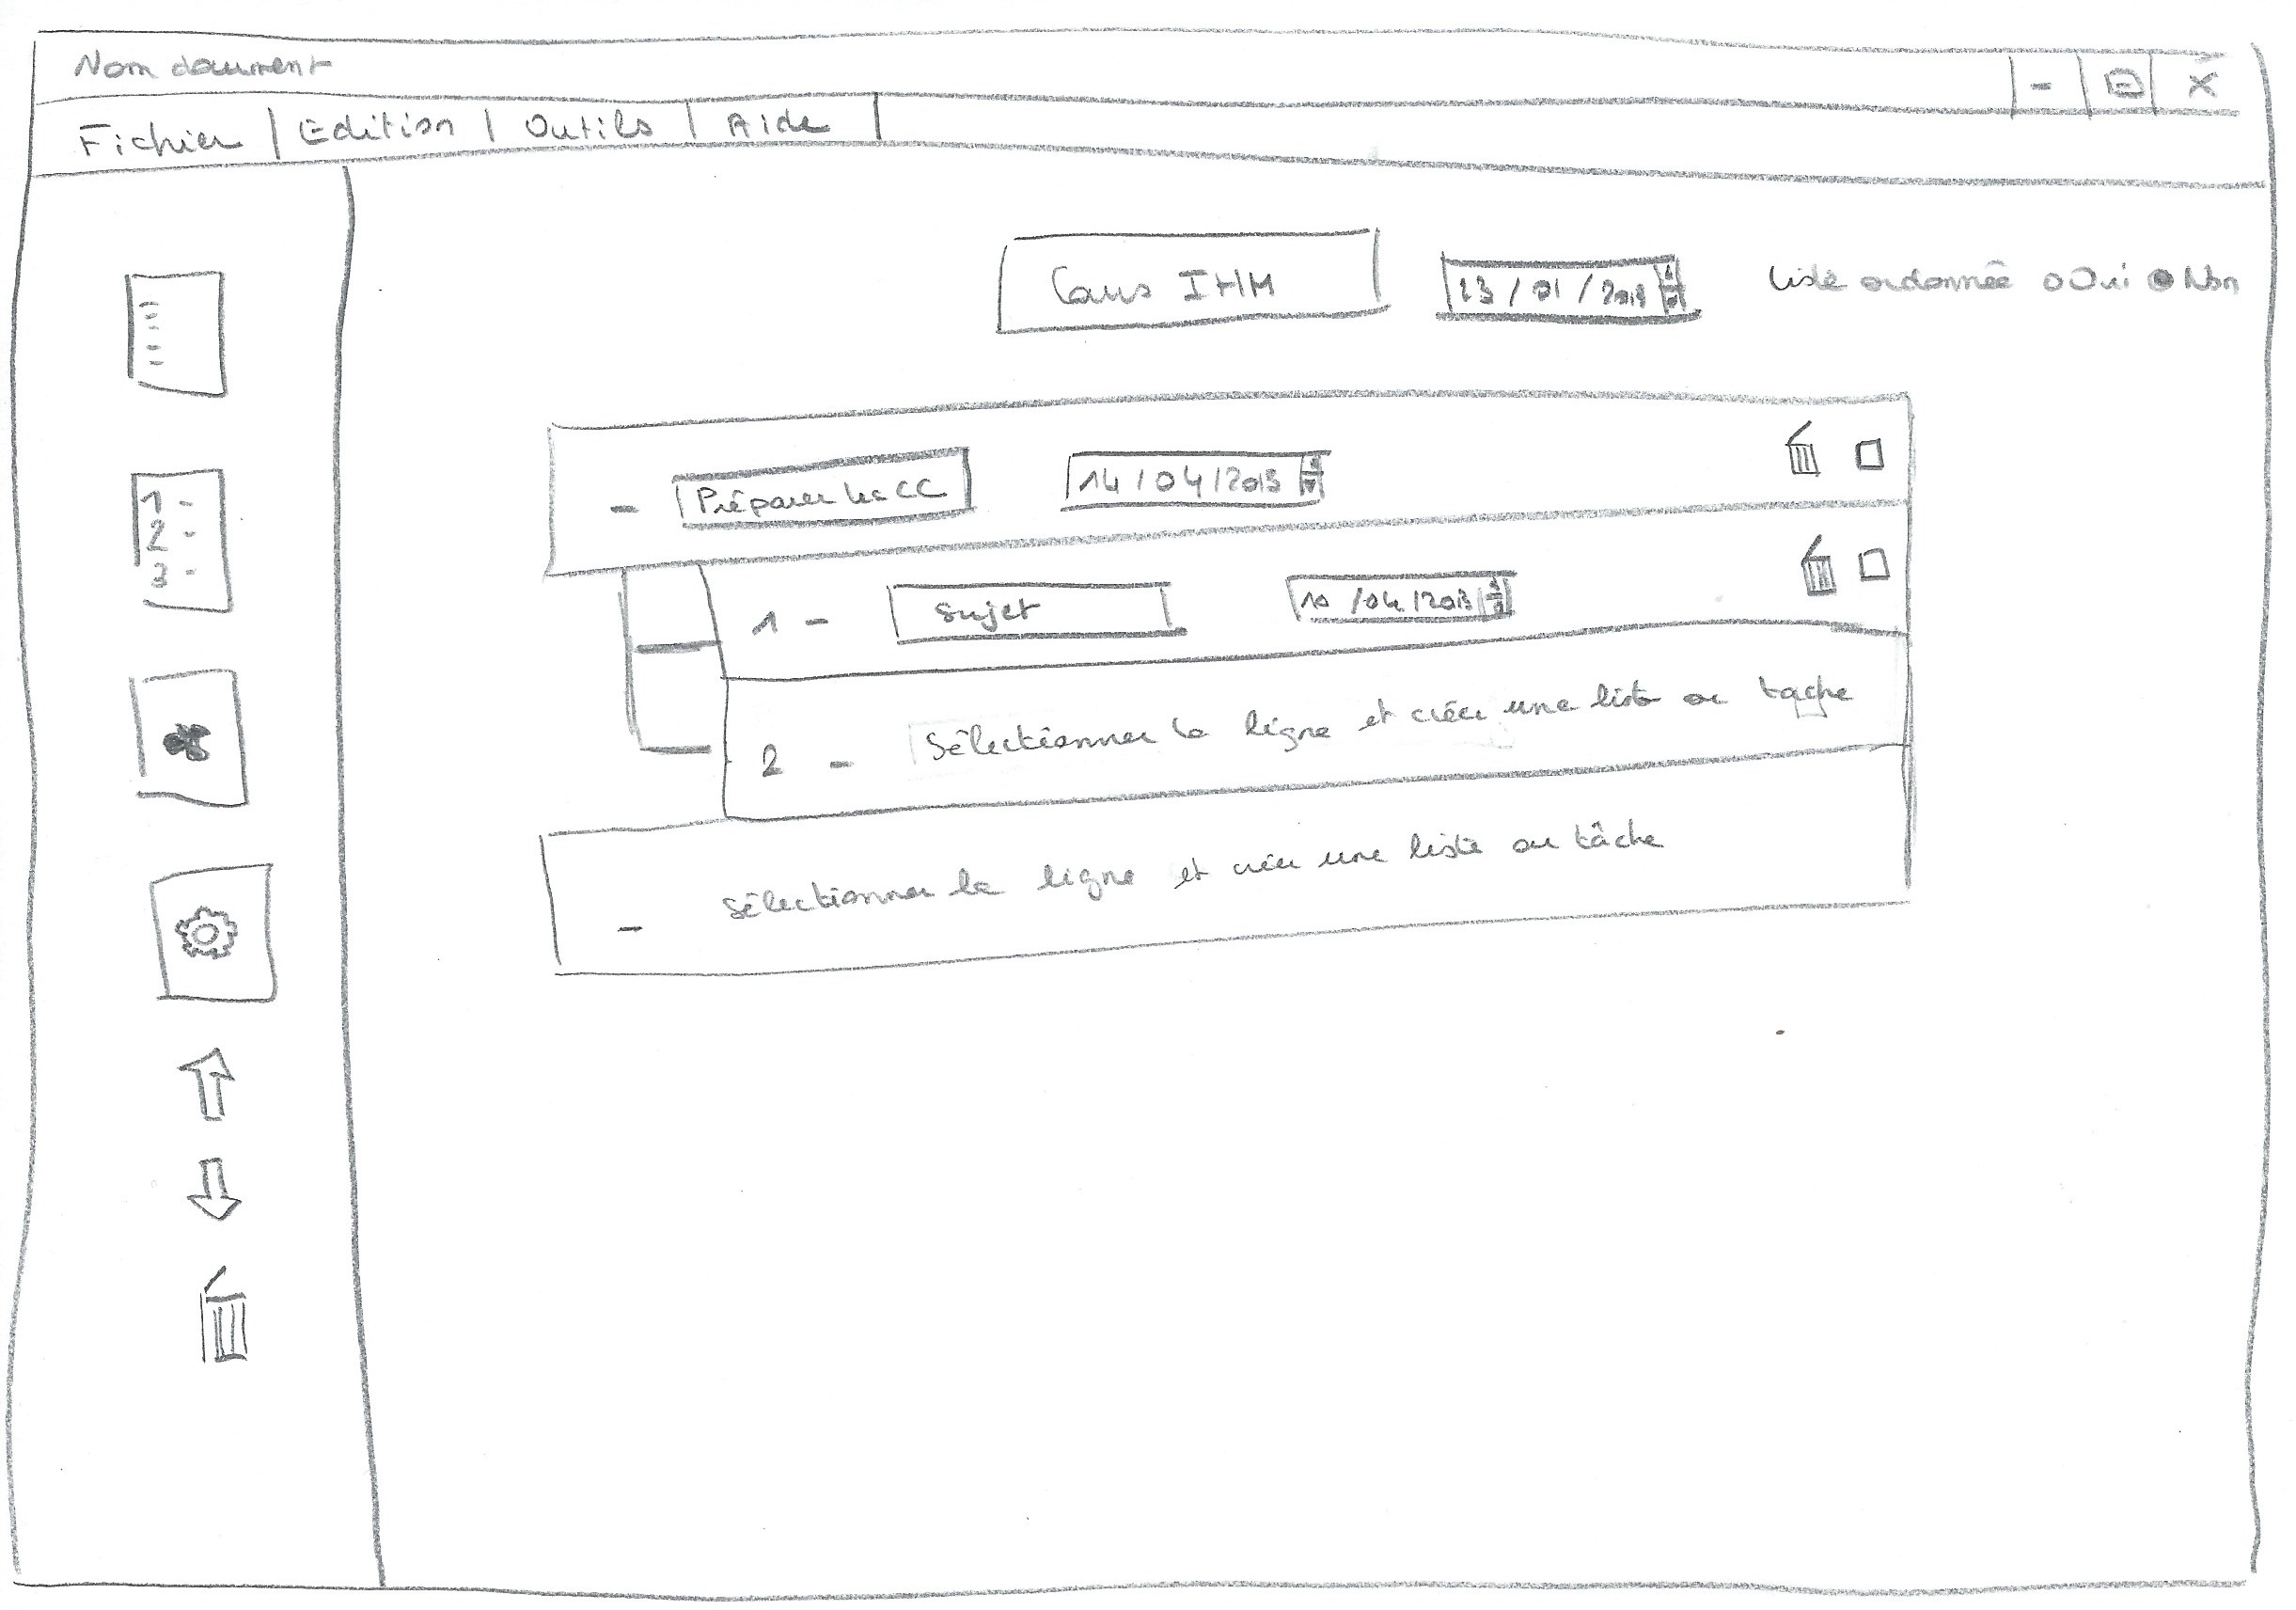 Nom document
- X
Fichier | Edition | Outils | Aide |
Cours IHM 23/01/2013 liste ordonnée o Oui ● Non
1 -
2 -
3 -
- Préparer les CC 14/04/2013
1 - Sujet 10/04/2013
2 - Sélectionner la ligne et créer une liste ou tache
- Sélectionner la ligne et créer une liste ou tâche